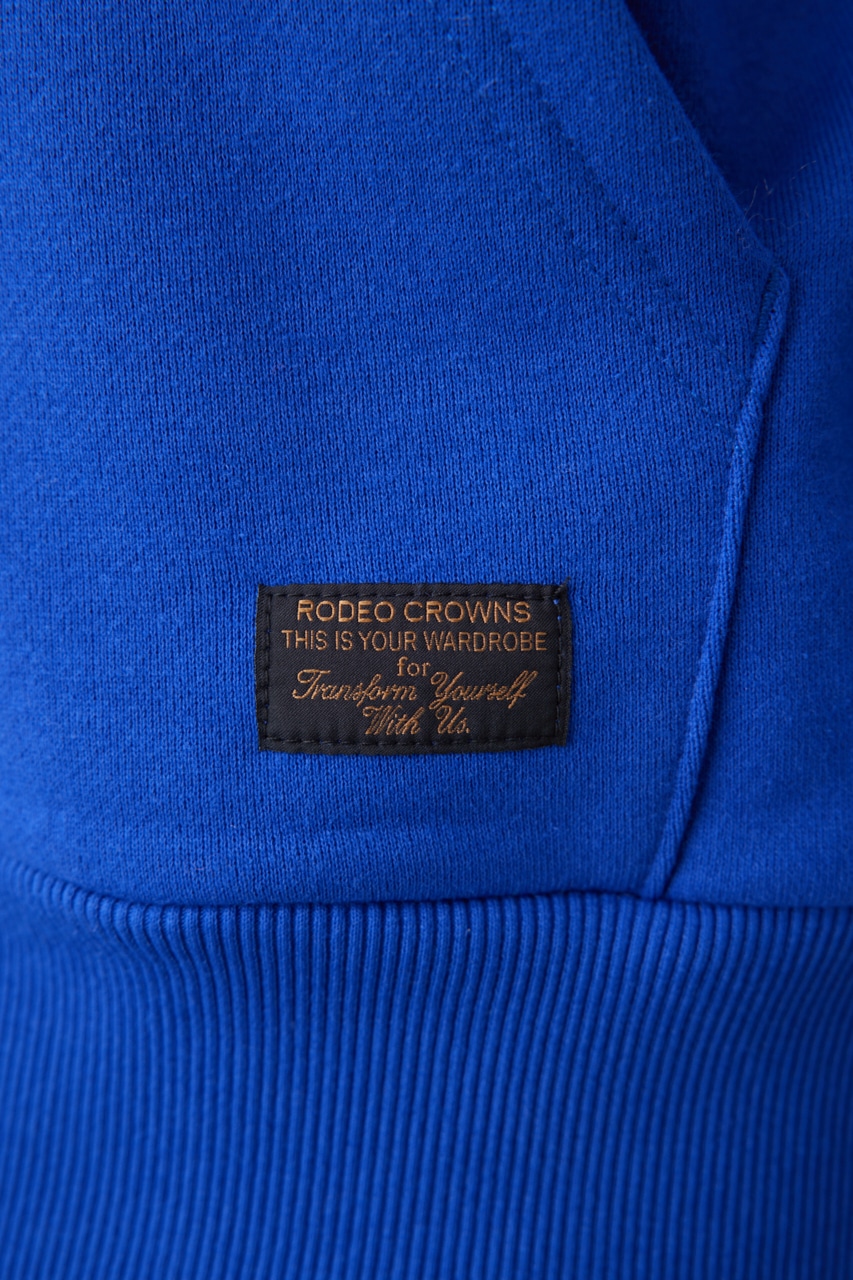 RODEO CROWNS
THIS IS YOUR WARDROBE
for
Transform Yourself
With Us.